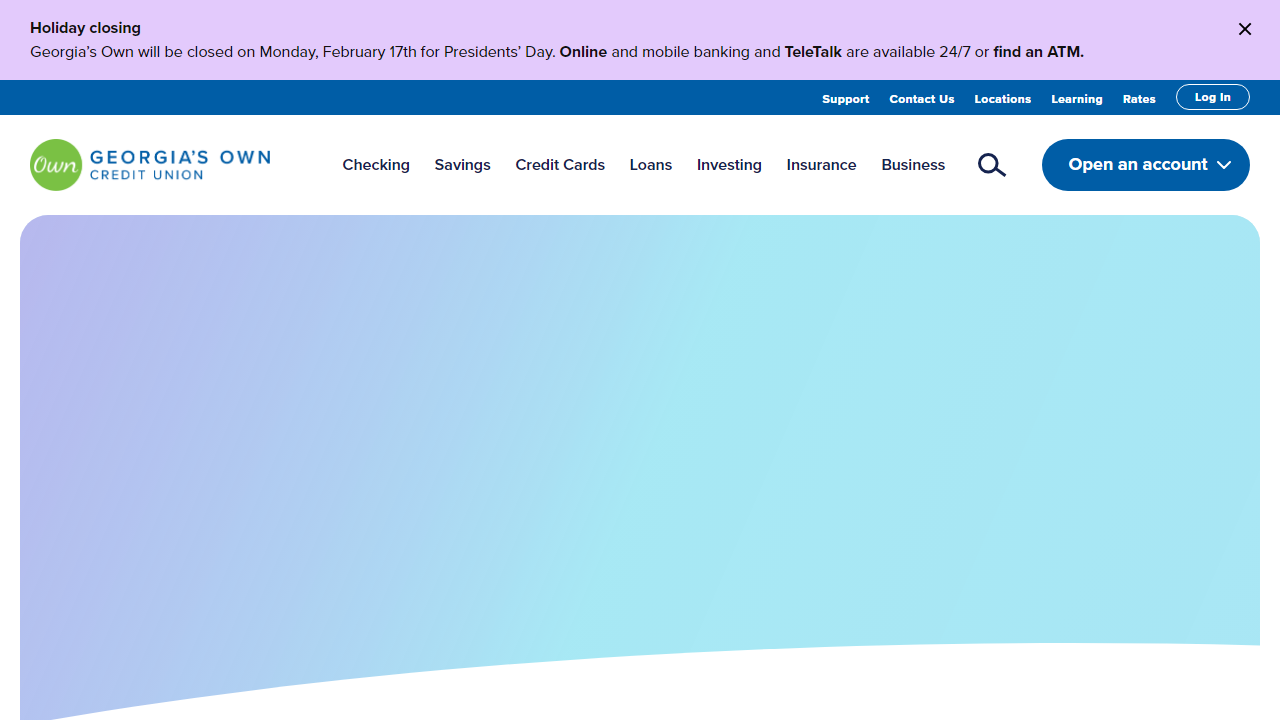 Holiday closing
Georgia's Own will be closed on Monday, February 17th for Presidents' Day. Online and mobile banking and TeleTalk are available 24/7 or find an ATM.
Support Contact Us Locations Learning Rates Log In
Own GEORGIA'S OWN
CREDIT UNION
Checking Savings Credit Cards Loans Investing Insurance Business Open an account